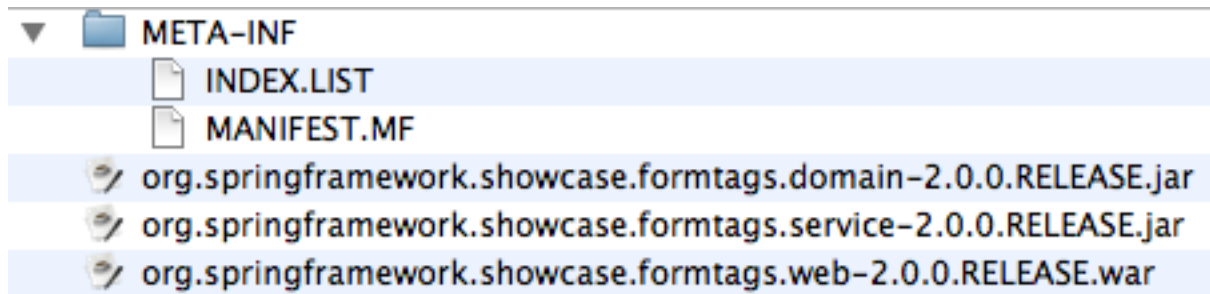 META-INF
INDEX.LIST
MANIFEST.MF
org.springframework.showcase.formtags.domain-2.0.0.RELEASE.jar
org.springframework.showcase.formtags.service-2.0.0.RELEASE.jar
org.springframework.showcase.formtags.web-2.0.0.RELEASE.war